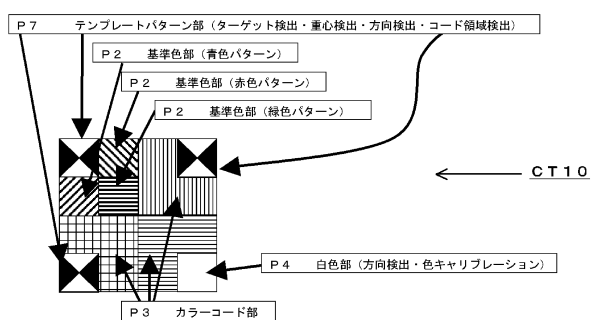 P7 テンプレートパターン部（ターゲット検出・重心検出・方向検出・コード領域検出）
P2 基準色部（青色パターン）
P2 基準色部（赤色パターン）
P2 基準色部（緑色パターン）
CT10
P4 白色部（方向検出・色キャリブレーション）
P3 カラーコード部